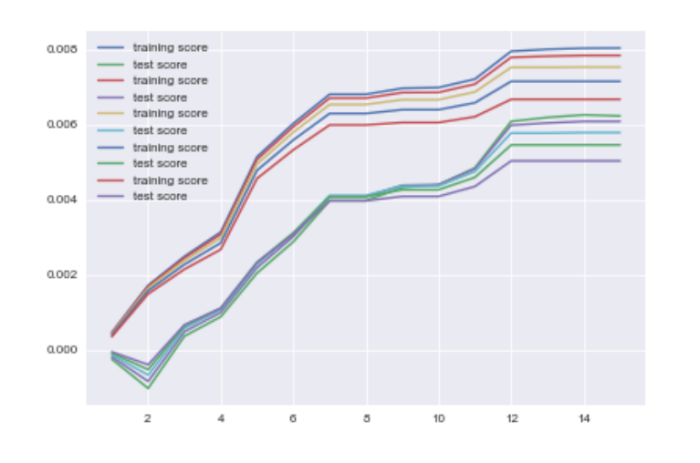 0.008
0.006
0.004
0.002
0.000
training score
test score
training score
test score
training score
test score
training score
test score
training score
test score
2 4 6 8 10 12 14